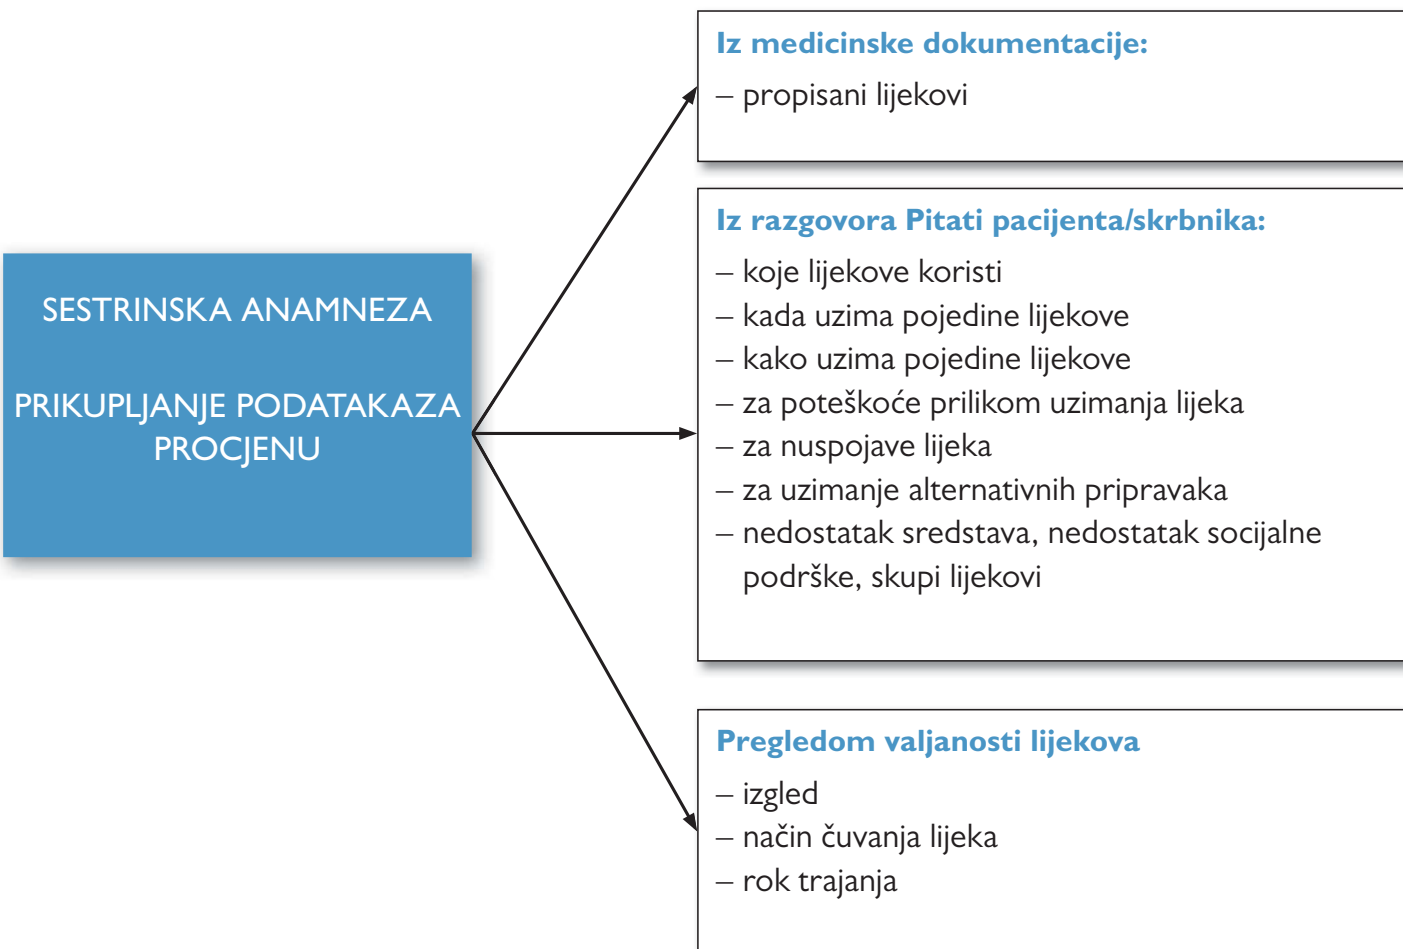 SESTRINSKA ANAMNEZA
PRIKUPLJANJE PODATAKAZA
PROCJENU
Iz medicinske dokumentacije:
– propisani lijekovi
Iz razgovora Pitati pacijenta/skrbnika:
– koje lijekove koristi
– kada uzima pojedine lijekove
– kako uzima pojedine lijekove
– za poteškoće prilikom uzimanja lijeka
– za nuspojave lijeka
– za uzimanje alternativnih pripravaka
– nedostatak sredstava, nedostatak socijalne
podrške, skupi lijekovi
Pregledom valjanosti lijekova
– izgled
– način čuvanja lijeka
– rok trajanja